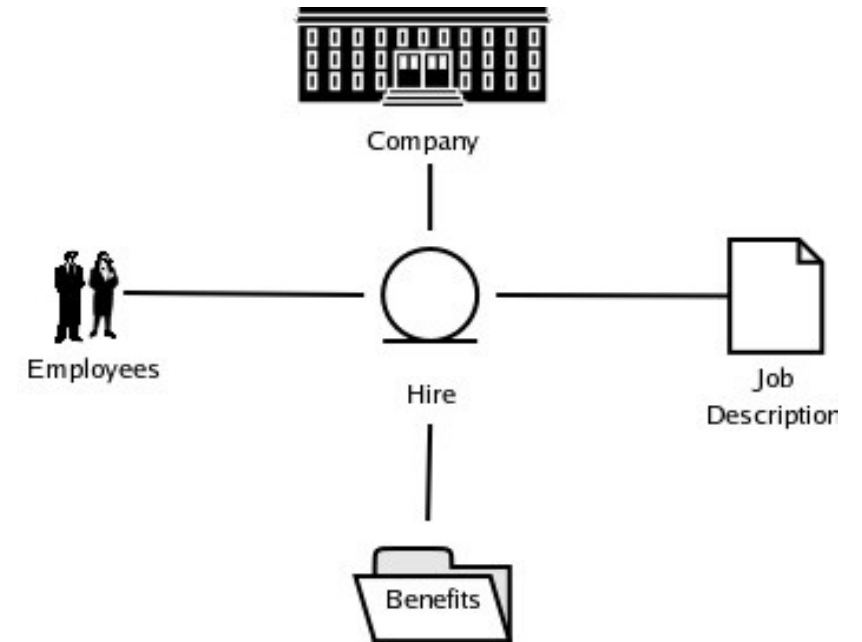 Company
Employees
Hire
Job
Description
Benefits